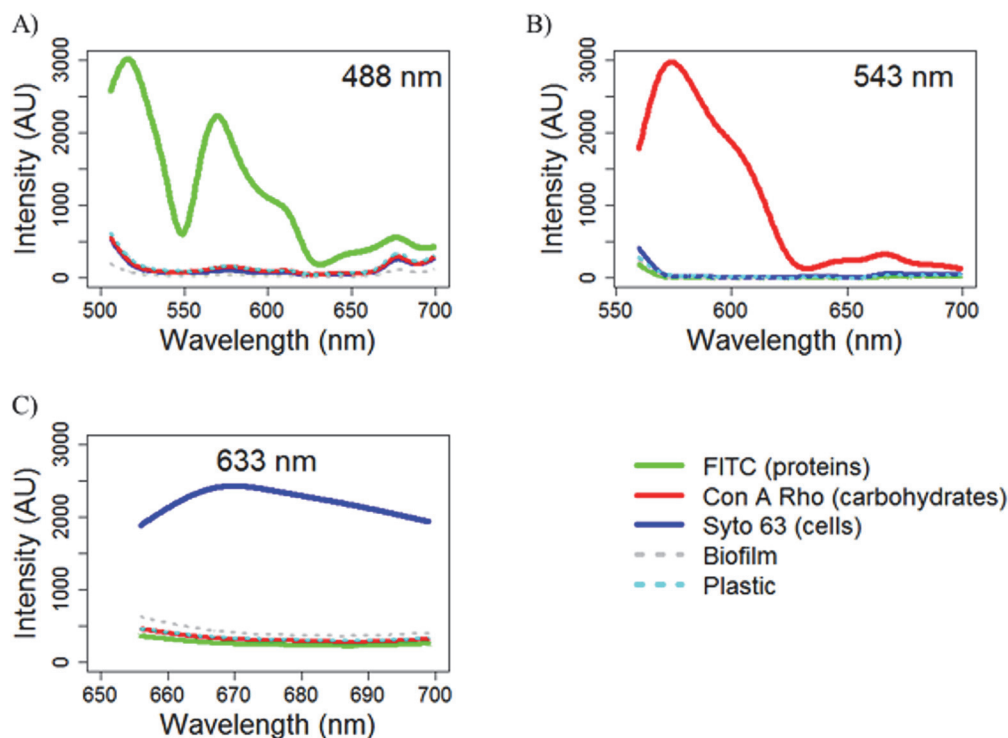 A)
488 nm
Intensity (AU)
0 1000 2000 3000
500 550 600 650 700
Wavelength (nm)
B)
543 nm
Intensity (AU)
0 1000 2000 3000
560 600 650 700
Wavelength (nm)
C)
633 nm
Intensity (AU)
0 1000 2000 3000
650 660 670 680 690 700
Wavelength (nm)
FITC (proteins)
Con A Rho (carbohydrates)
Syto 63 (cells)
Biofilm
Plastic